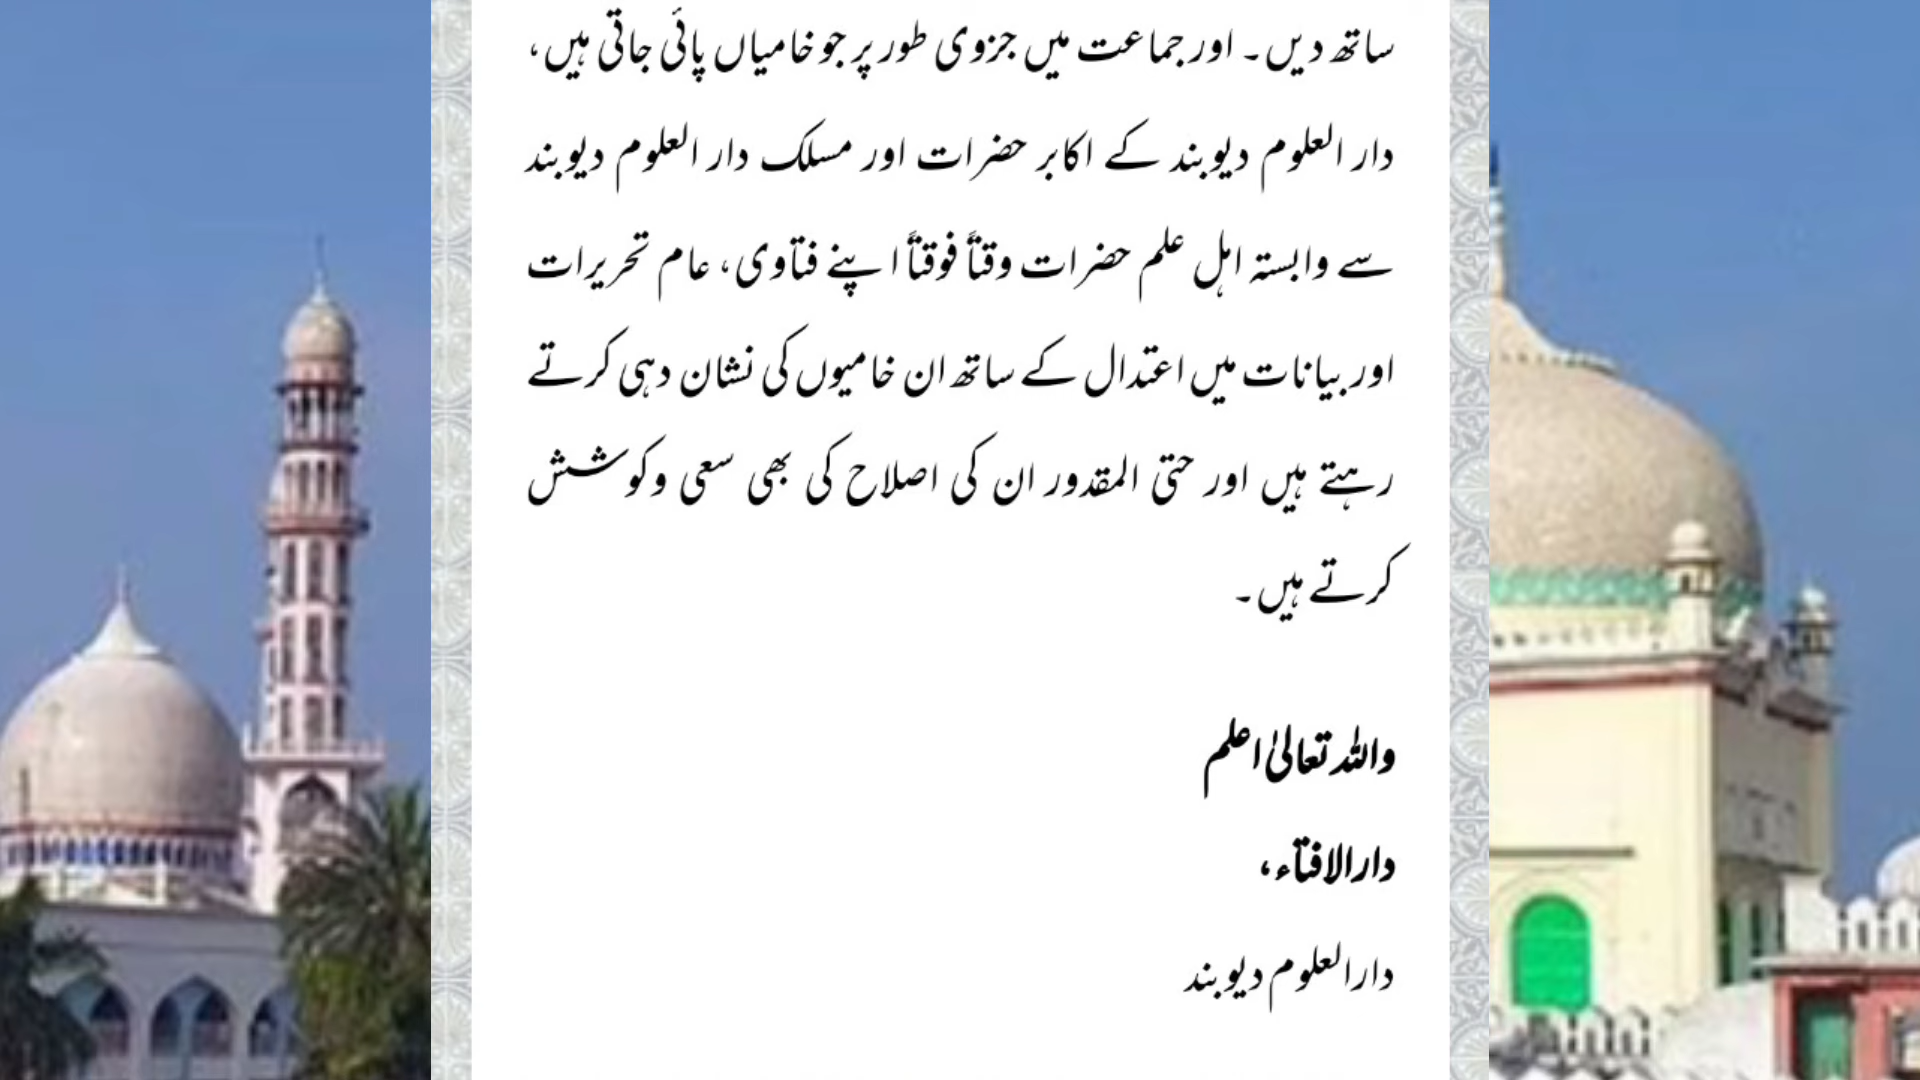 ساتھ دیں۔ اور جماعت میں جزوی طور پر جو خامیاں پائی جاتی ہیں،
دار العلوم دیوبند کے اکابر حضرات اور مسلک دار العلوم دیوبند
سے وابستہ اہل علم حضرات وقتاً فوقتاً اپنے فتاوی، عام تحریرات
اور بیانات میں اعتدال کے ساتھ ان خامیوں کی نشان دہی کرتے
رہتے ہیں اور حتی المقدور ان کی اصلاح کی بھی سعی وکوشش
کرتے ہیں۔
واللہ تعالیٰ اعلم
دارالافتاء،
دارالعلوم دیوبند